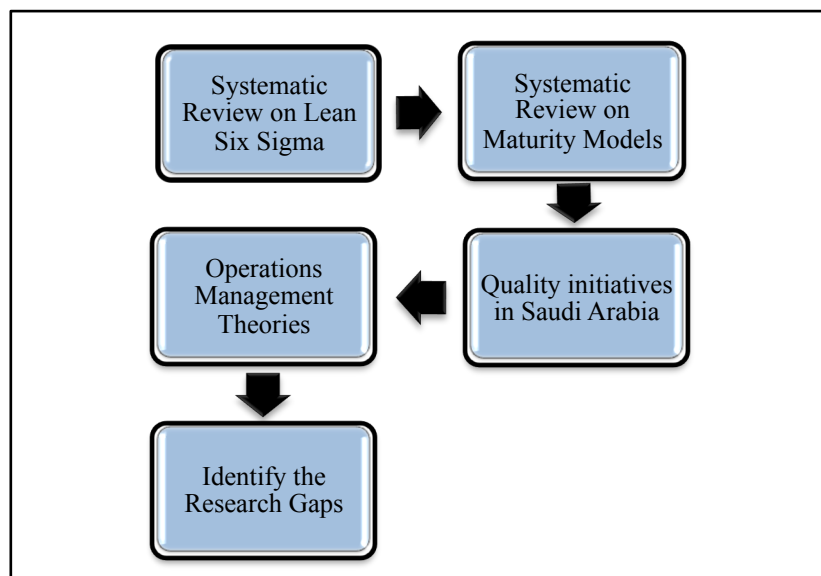 Systematic
Review on Lean
Six Sigma
Systematic
Review on
Maturity Models
Quality initiatives
in Saudi Arabia
Operations
Management
Theories
Identify the
Research Gaps